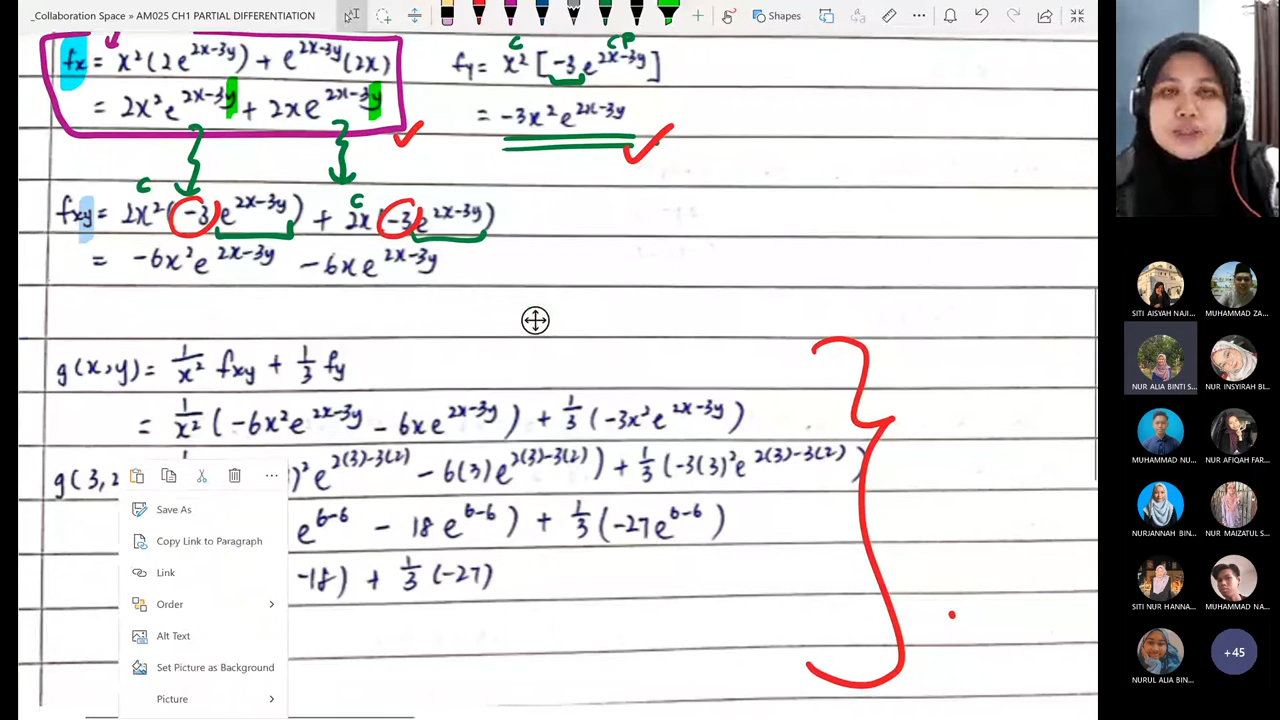 _Collaboration Space » AM025 CH1 PARTIAL DIFFERENTIATION
Shapes
fx = x²(2e^{2x-3y}) + e^{2x-3y}(2x)
= 2x²e^{2x-3y} + 2xe^{2x-3y}
C CP
fy = x² [-3e^{2x-3y}]
= -3x²e^{2x-3y}
C C
fxy = 2x²(-3e^{2x-3y}) + 2x(-3e^{2x-3y})
= -6x²e^{2x-3y} - 6xe^{2x-3y}
g(x,y) = 1/x² fxy + 1/3 fy
= 1/x² (-6x²e^{2x-3y} - 6xe^{2x-3y}) + 1/3 (-3x²e^{2x-3y})
g(3,2 )² e^{2(3)-3(2)} - 6(3)e^{2(3)-3(2)}) + 1/3 (-3(3)²e^{2(3)-3(2)})
e^{6-6} - 18e^{6-6}) + 1/3 (-27e^{6-6})
-18) + 1/3 (-27)
Save As
Copy Link to Paragraph
Link
Order
Alt Text
Set Picture as Background
Picture
SITI AISYAH NAJI...
MUHAMMAD ZA...
NUR ALIA BINTI S...
NUR INSYIRAH BI...
MUHAMMAD NU...
NUR AFIQAH FAR...
NURJANNAH BIN...
NUR MAIZATUL S...
SITI NUR HANNA...
MUHAMMAD NA...
NURUL ALIA BIN...
+45